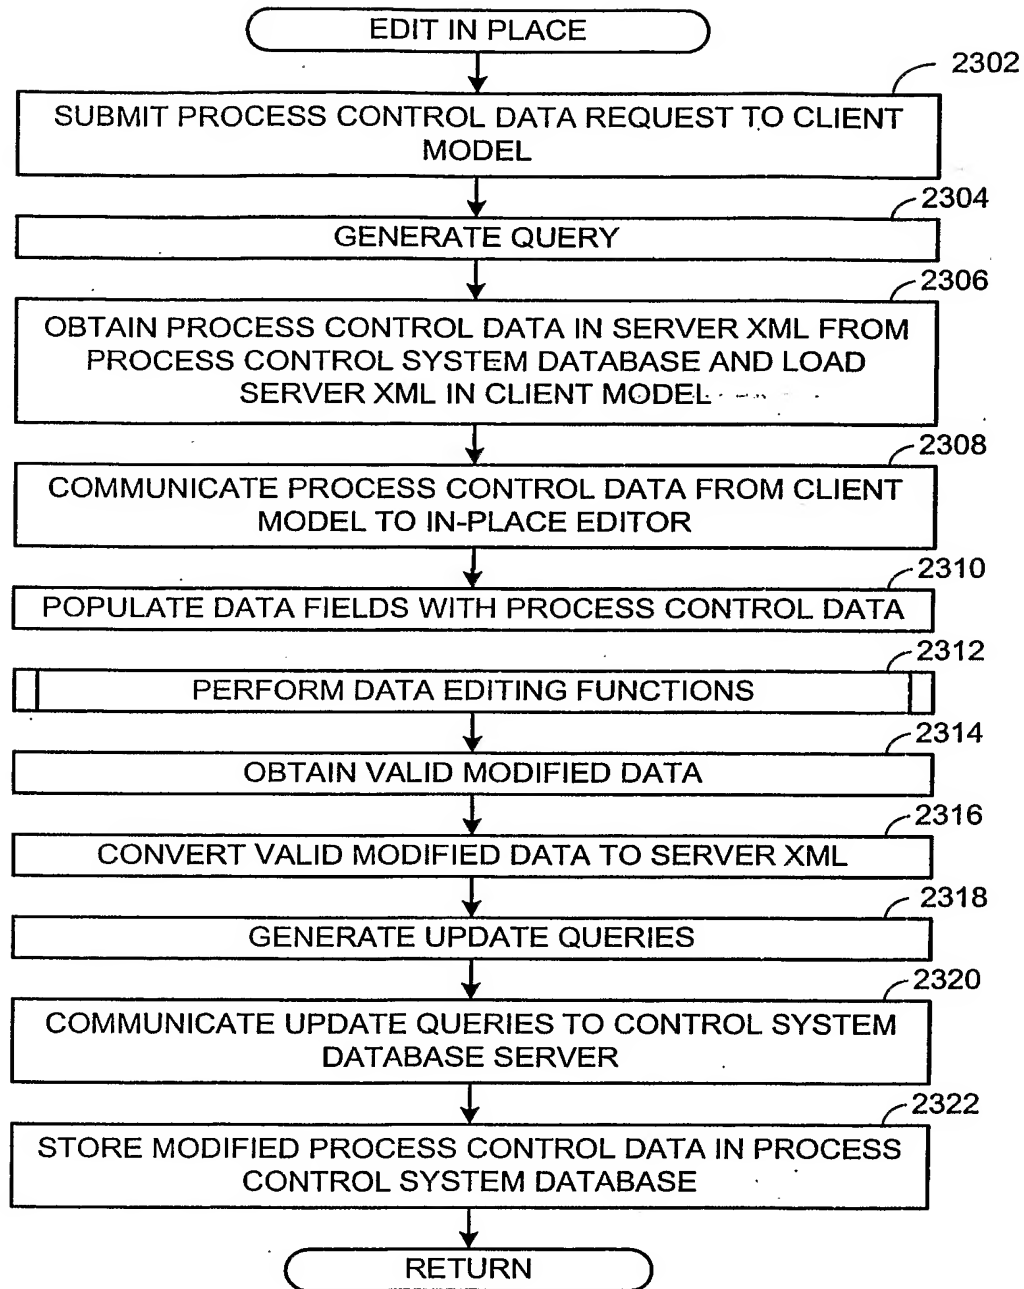 EDIT IN PLACE
2302
SUBMIT PROCESS CONTROL DATA REQUEST TO CLIENT
MODEL
2304
GENERATE QUERY
2306
OBTAIN PROCESS CONTROL DATA IN SERVER XML FROM
PROCESS CONTROL SYSTEM DATABASE AND LOAD
SERVER XML IN CLIENT MODEL
2308
COMMUNICATE PROCESS CONTROL DATA FROM CLIENT
MODEL TO IN-PLACE EDITOR
2310
POPULATE DATA FIELDS WITH PROCESS CONTROL DATA
2312
PERFORM DATA EDITING FUNCTIONS
2314
OBTAIN VALID MODIFIED DATA
2316
CONVERT VALID MODIFIED DATA TO SERVER XML
2318
GENERATE UPDATE QUERIES
2320
COMMUNICATE UPDATE QUERIES TO CONTROL SYSTEM
DATABASE SERVER
2322
STORE MODIFIED PROCESS CONTROL DATA IN PROCESS
CONTROL SYSTEM DATABASE
RETURN